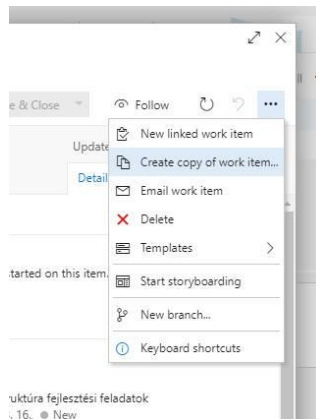 e & Close
Follow
New linked work item
Update
Create copy of work item...
Detail
Email work item
Delete
Templates
started on this item.
Start storyboarding
New branch...
Keyboard shortcuts
ruktúra fejlesztési feladatok
. 16. New